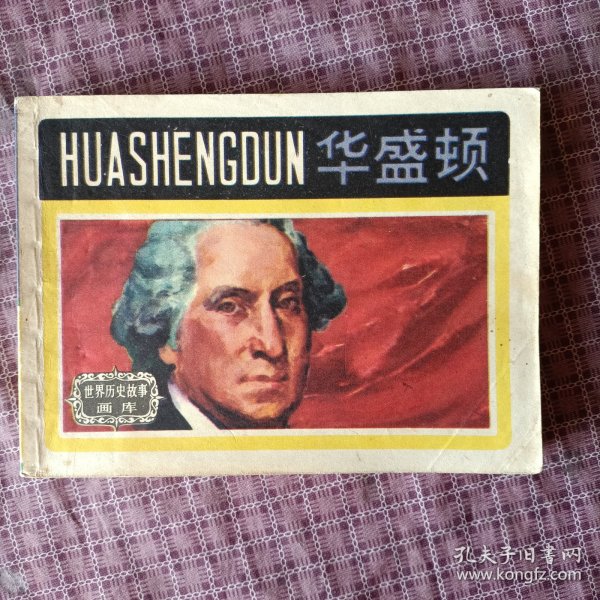 HUASHENGDUN 华盛顿
世界历史故事
画库
孔夫子旧书网
www.kongfz.com